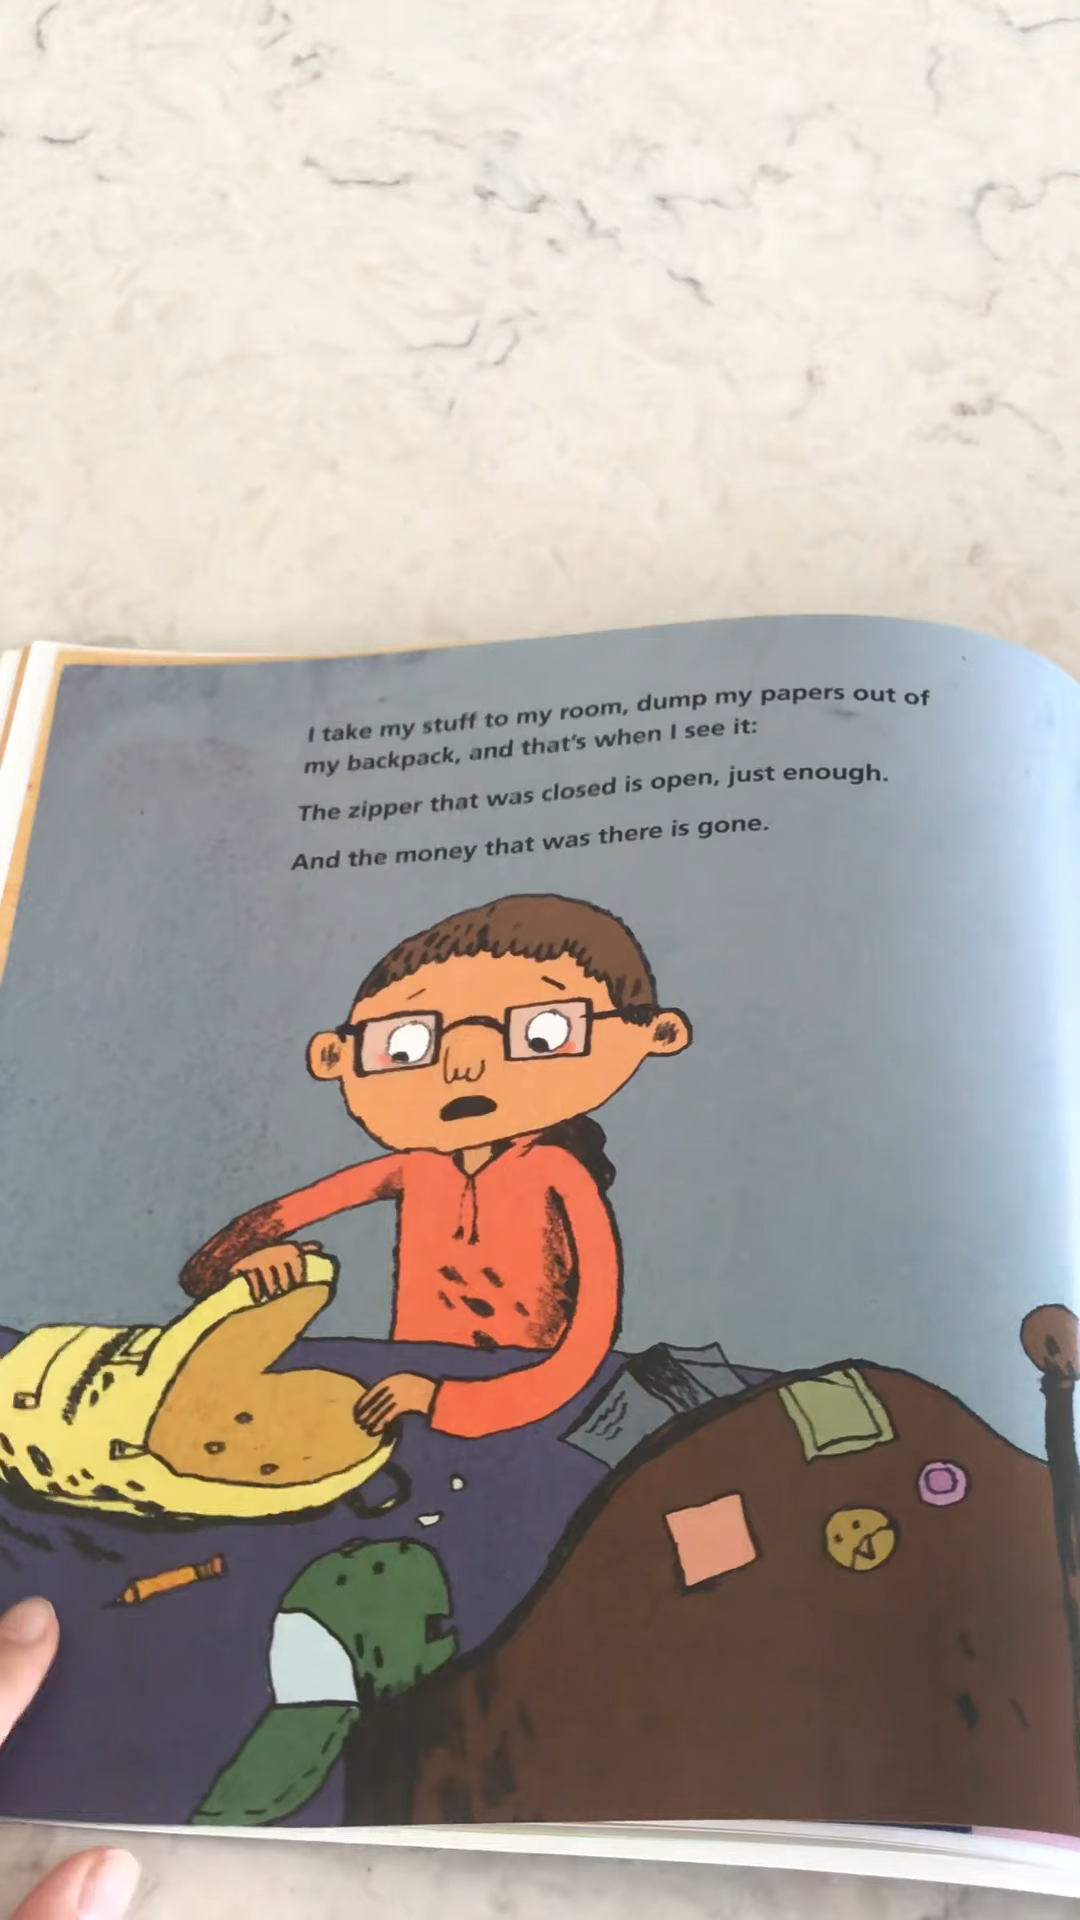 I take my stuff to my room, dump my papers out of
my backpack, and that's when I see it:
The zipper that was closed is open, just enough.
And the money that was there is gone.